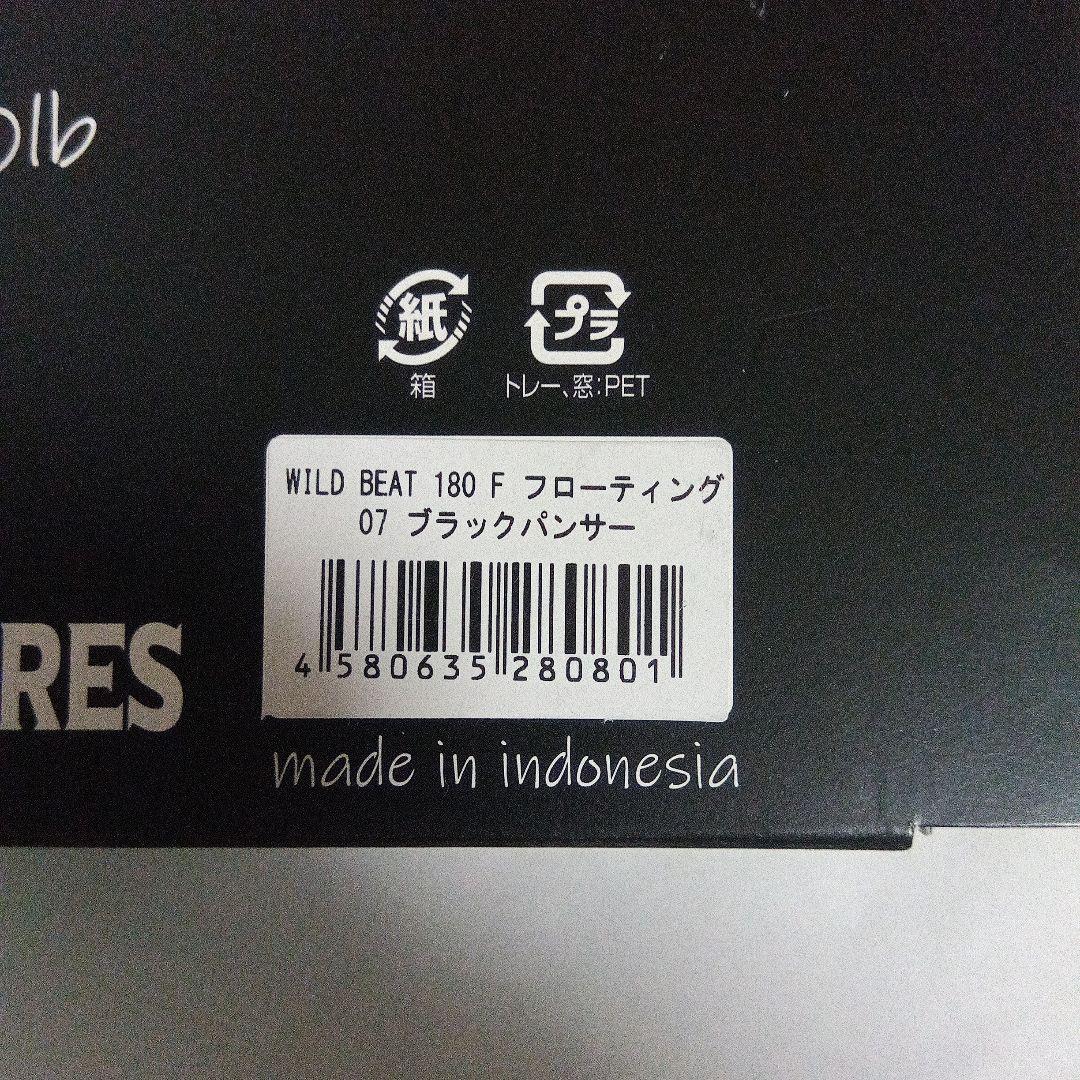 lb
紙
プラ
箱
トレー、窓:PET
WILD BEAT 180 F フローティング
07 ブラックパンサー
4 580635 280801
RES
made in indonesia